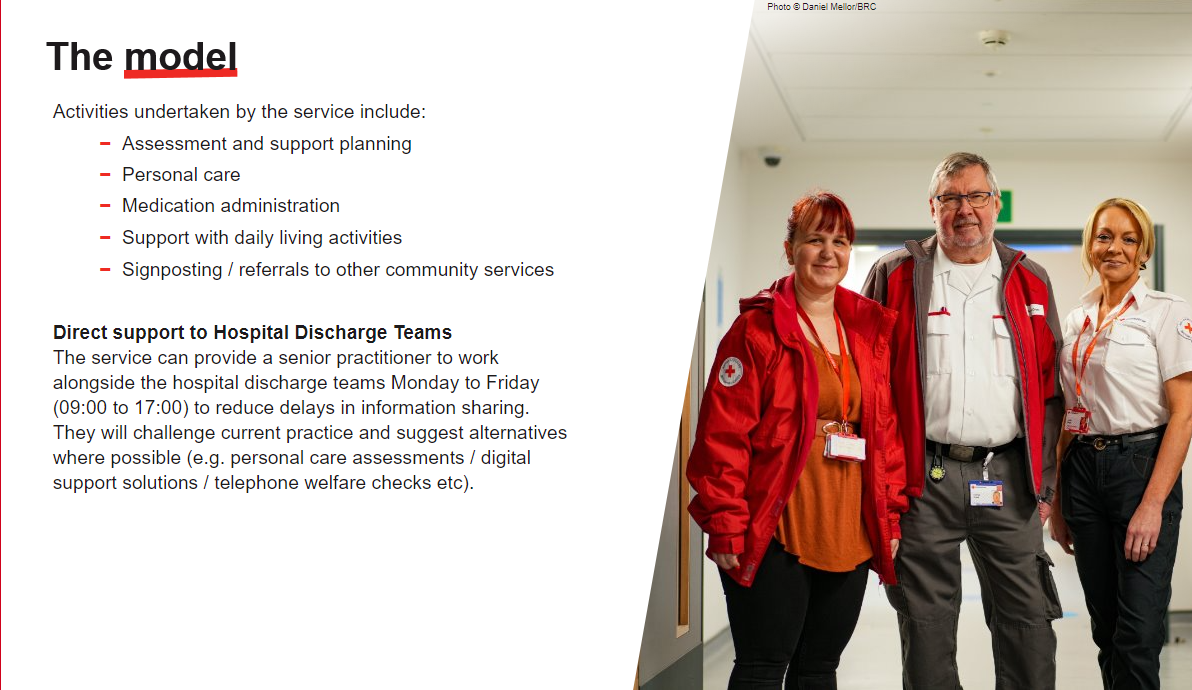 Photo © Daniel Mellor/BRC
The model
Activities undertaken by the service include:
Assessment and support planning
Personal care
Medication administration
Support with daily living activities
Signposting / referrals to other community services
Direct support to Hospital Discharge Teams
The service can provide a senior practitioner to work
alongside the hospital discharge teams Monday to Friday
(09:00 to 17:00) to reduce delays in information sharing.
They will challenge current practice and suggest alternatives
where possible (e.g. personal care assessments / digital
support solutions / telephone welfare checks etc).